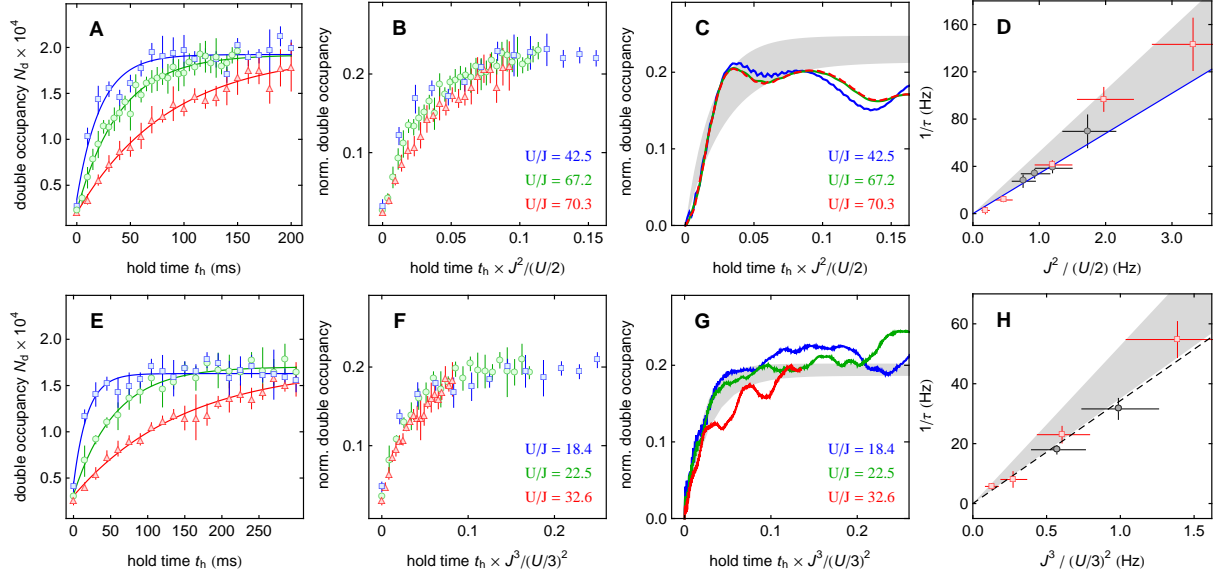 A
double occupancy N_d × 10^4
2.0
1.5
1.0
0.5
0
50
100
150
200
hold time t_h (ms)
B
norm. double occupancy
0.2
0.1
0
0.05
0.1
0.15
U/J = 42.5
U/J = 67.2
U/J = 70.3
hold time t_h × J^2/(U/2)
C
norm. double occupancy
0.2
0.1
0.0
0
0.05
0.1
0.15
U/J = 42.5
U/J = 67.2
U/J = 70.3
hold time t_h × J^2/(U/2)
D
1/τ (Hz)
160
120
80
40
0
0.0
1.0
2.0
3.0
J^2 / (U/2) (Hz)
E
double occupancy N_d × 10^4
2.0
1.5
1.0
0.5
0
50
100
150
200
250
hold time t_h (ms)
F
norm. double occupancy
0.2
0.1
0
0.1
0.2
U/J = 18.4
U/J = 22.5
U/J = 32.6
hold time t_h × J^3/(U/3)^2
G
norm. double occupancy
0.3
0.2
0.1
0.0
0
0.1
0.2
U/J = 18.4
U/J = 22.5
U/J = 32.6
hold time t_h × J^3/(U/3)^2
H
1/τ (Hz)
60
40
20
0
0.0
0.5
1.0
1.5
J^3 / (U/3)^2 (Hz)